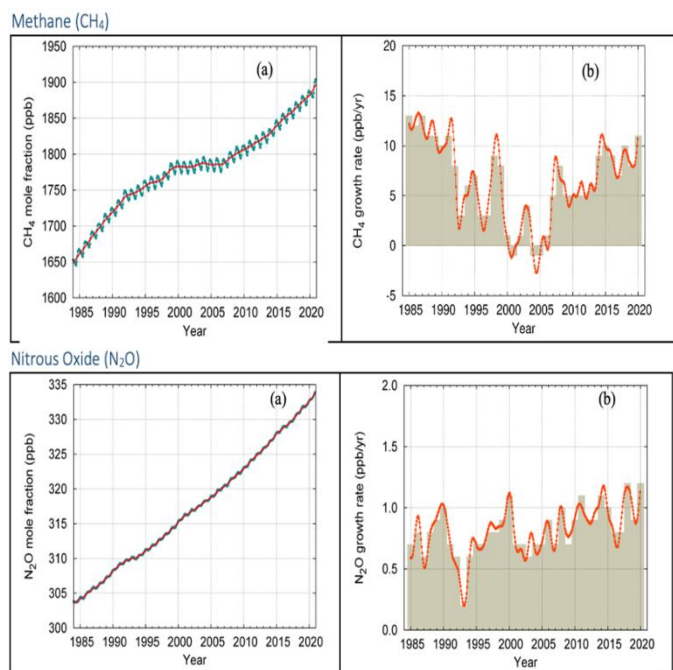 Methane (CH₄)
(a)
CH₄ mole fraction (ppb)
1950
1900
1850
1800
1750
1700
1650
1600
1985 1990 1995 2000 2005 2010 2015 2020
Year
(b)
CH₄ growth rate (ppb/yr)
20
15
10
5
0
-5
1985 1990 1995 2000 2005 2010 2015 2020
Year
Nitrous Oxide (N₂O)
(a)
N₂O mole fraction (ppb)
335
330
325
320
315
310
305
300
1985 1990 1995 2000 2005 2010 2015 2020
Year
(b)
N₂O growth rate (ppb/yr)
2.0
1.5
1.0
0.5
0.0
1985 1990 1995 2000 2005 2010 2015 2020
Year